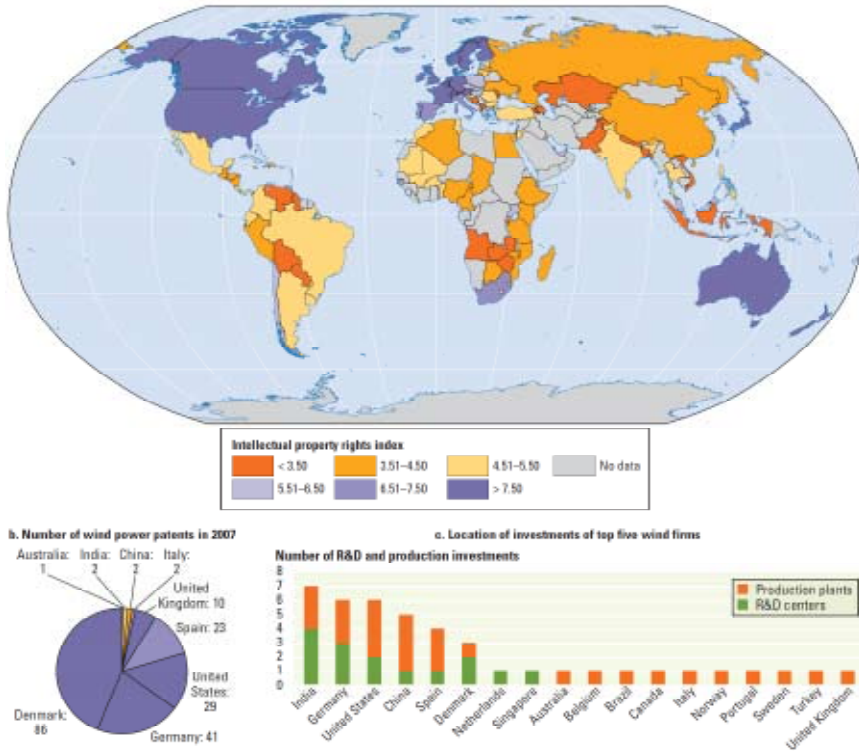 Intellectual property rights index
< 3.50 3.51–4.50 4.51–5.50 No data
5.51–6.50 6.51–7.50 > 7.50
b. Number of wind power patents in 2007
Australia: India: China: Italy:
1 2 2 2
United
Kingdom: 10
Spain: 23
United
States:
29
Denmark:
86
Germany: 41
c. Location of investments of top five wind firms
Number of R&D and production investments
8
7
6
5
4
3
2
1
0
Production plants
R&D centers
India
Germany
United States
China
Spain
Denmark
Netherlands
Singapore
Australia
Belgium
Brazil
Canada
Italy
Norway
Portugal
Sweden
Turkey
United Kingdom